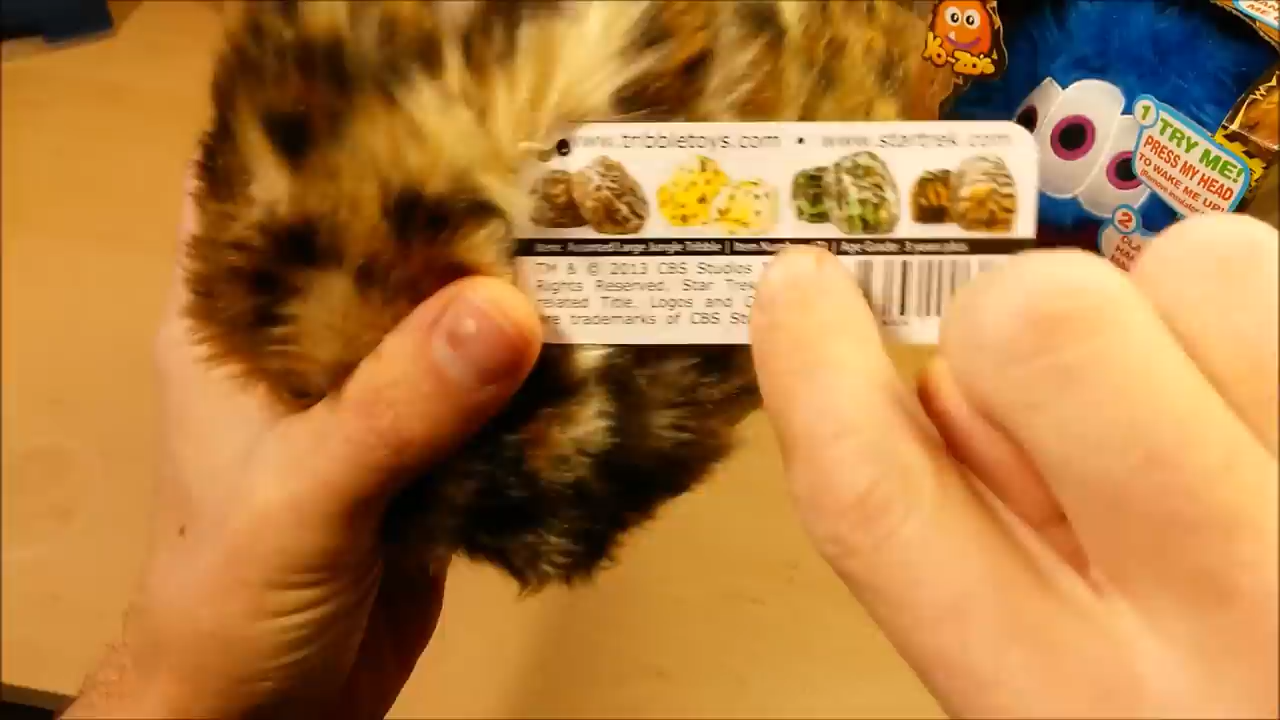 www.tribbletoys.com • www.startrek.com
Item: Assorted Large Jungle Tribble | Item Number | Age Guide: 3 years plus
TM & © 2013 CBS Studios
Rights Reserved. Star Trek
related Title, Logos and
are trademarks of CBS
Yo-Zo's
1 TRY ME!
PRESS MY HEAD
TO WAKE ME UP!
2
ME!